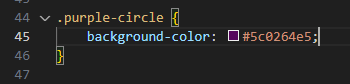 44 .purple-circle {
45 background-color: #5c0264e5;
46 }